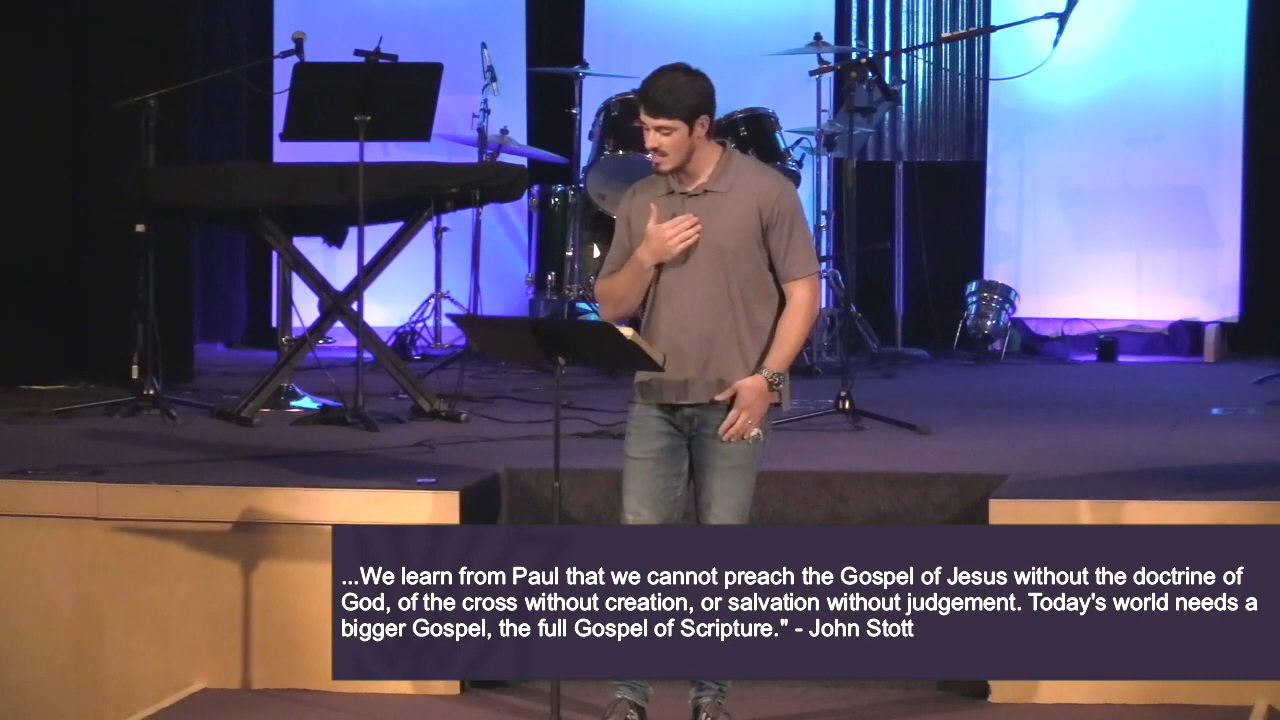 ...We learn from Paul that we cannot preach the Gospel of Jesus without the doctrine of
God, of the cross without creation, or salvation without judgement. Today's world needs a
bigger Gospel, the full Gospel of Scripture." - John Stott